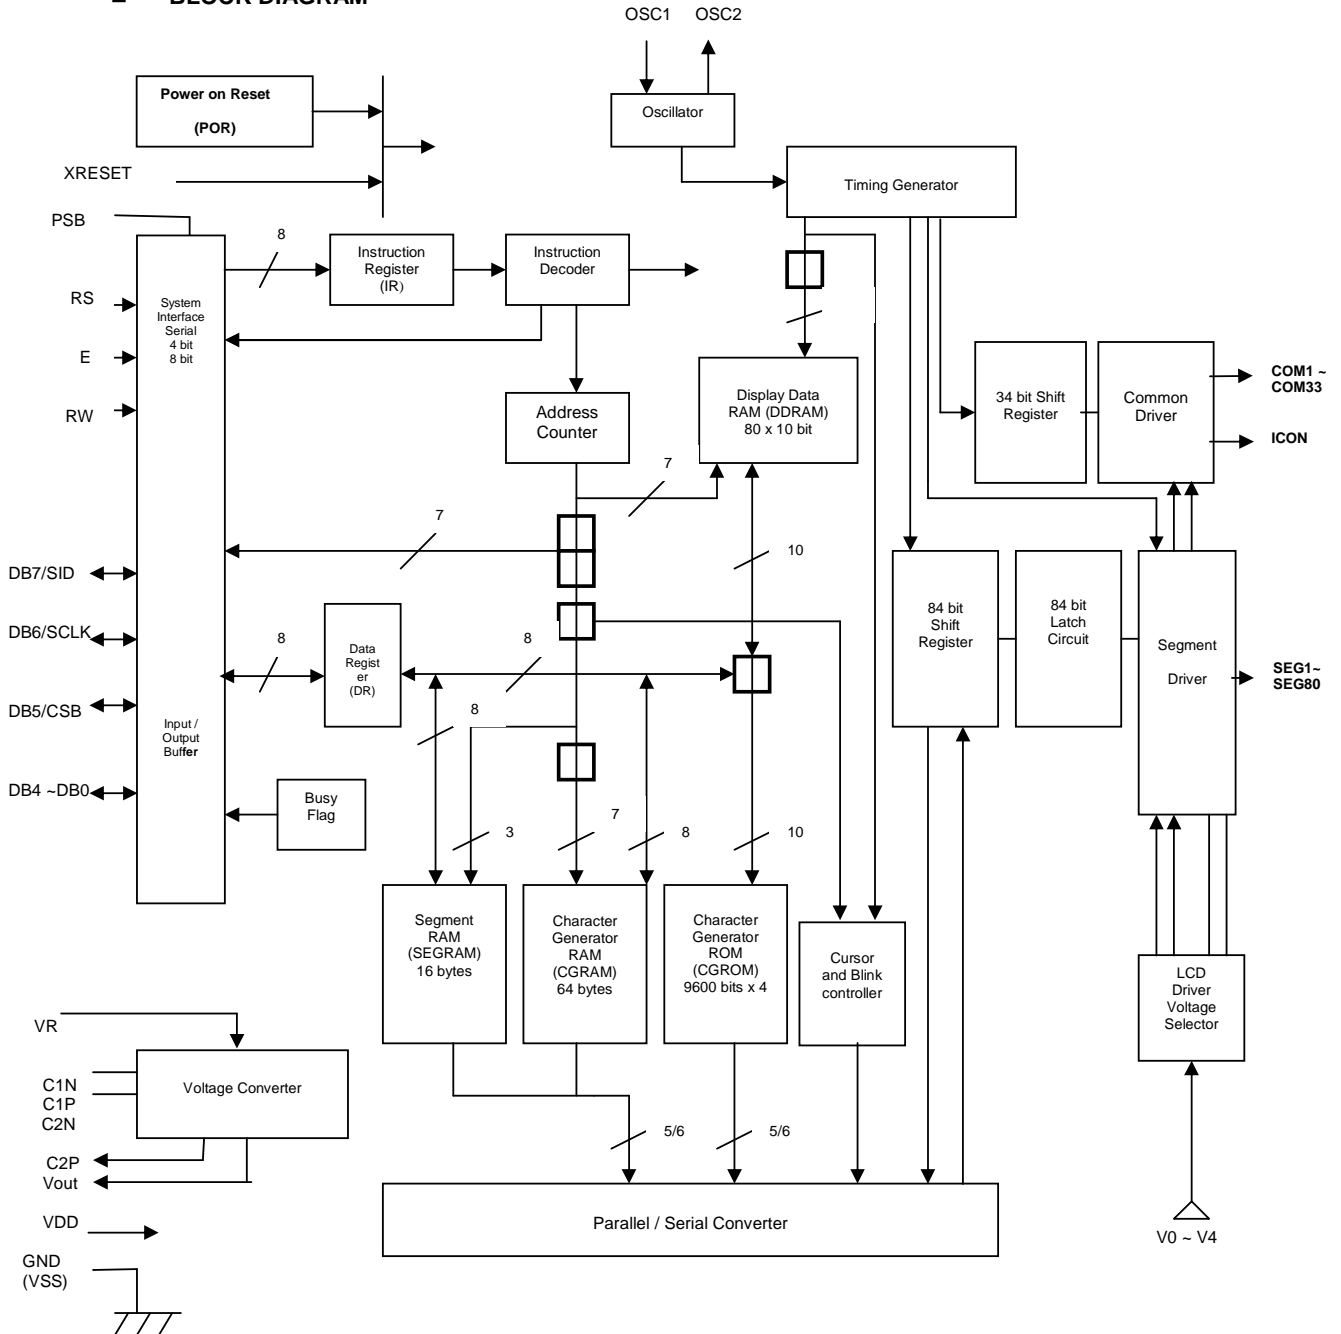 BLOCK DIAGRAM
OSC1 OSC2
Power on Reset
(POR)
Oscillator
XRESET
Timing Generator
PSB
8
Instruction
Register
(IR)
Instruction
Decoder
RS
System
Interface
Serial
4 bit
8 bit
E
RW
Address
Counter
Display Data
RAM (DDRAM)
80 x 10 bit
34 bit Shift
Register
Common
Driver
COM1 ~
COM33
ICON
7
7
10
DB7/SID
DB6/SCLK
DB5/CSB
DB4 ~DB0
8
Data
Regist
er
(DR)
8
8
84 bit
Shift
Register
84 bit
Latch
Circuit
Segment
Driver
SEG1~
SEG80
Input /
Output
Buffer
Busy
Flag
3
7
8
10
Segment
RAM
(SEGRAM)
16 bytes
Character
Generator
RAM
(CGRAM)
64 bytes
Character
Generator
ROM
(CGROM)
9600 bits x 4
Cursor
and Blink
controller
LCD
Driver
Voltage
Selector
VR
Voltage Converter
C1N
C1P
C2N
C2P
Vout
5/6
5/6
VDD
Parallel / Serial Converter
V0 ~ V4
GND
(VSS)